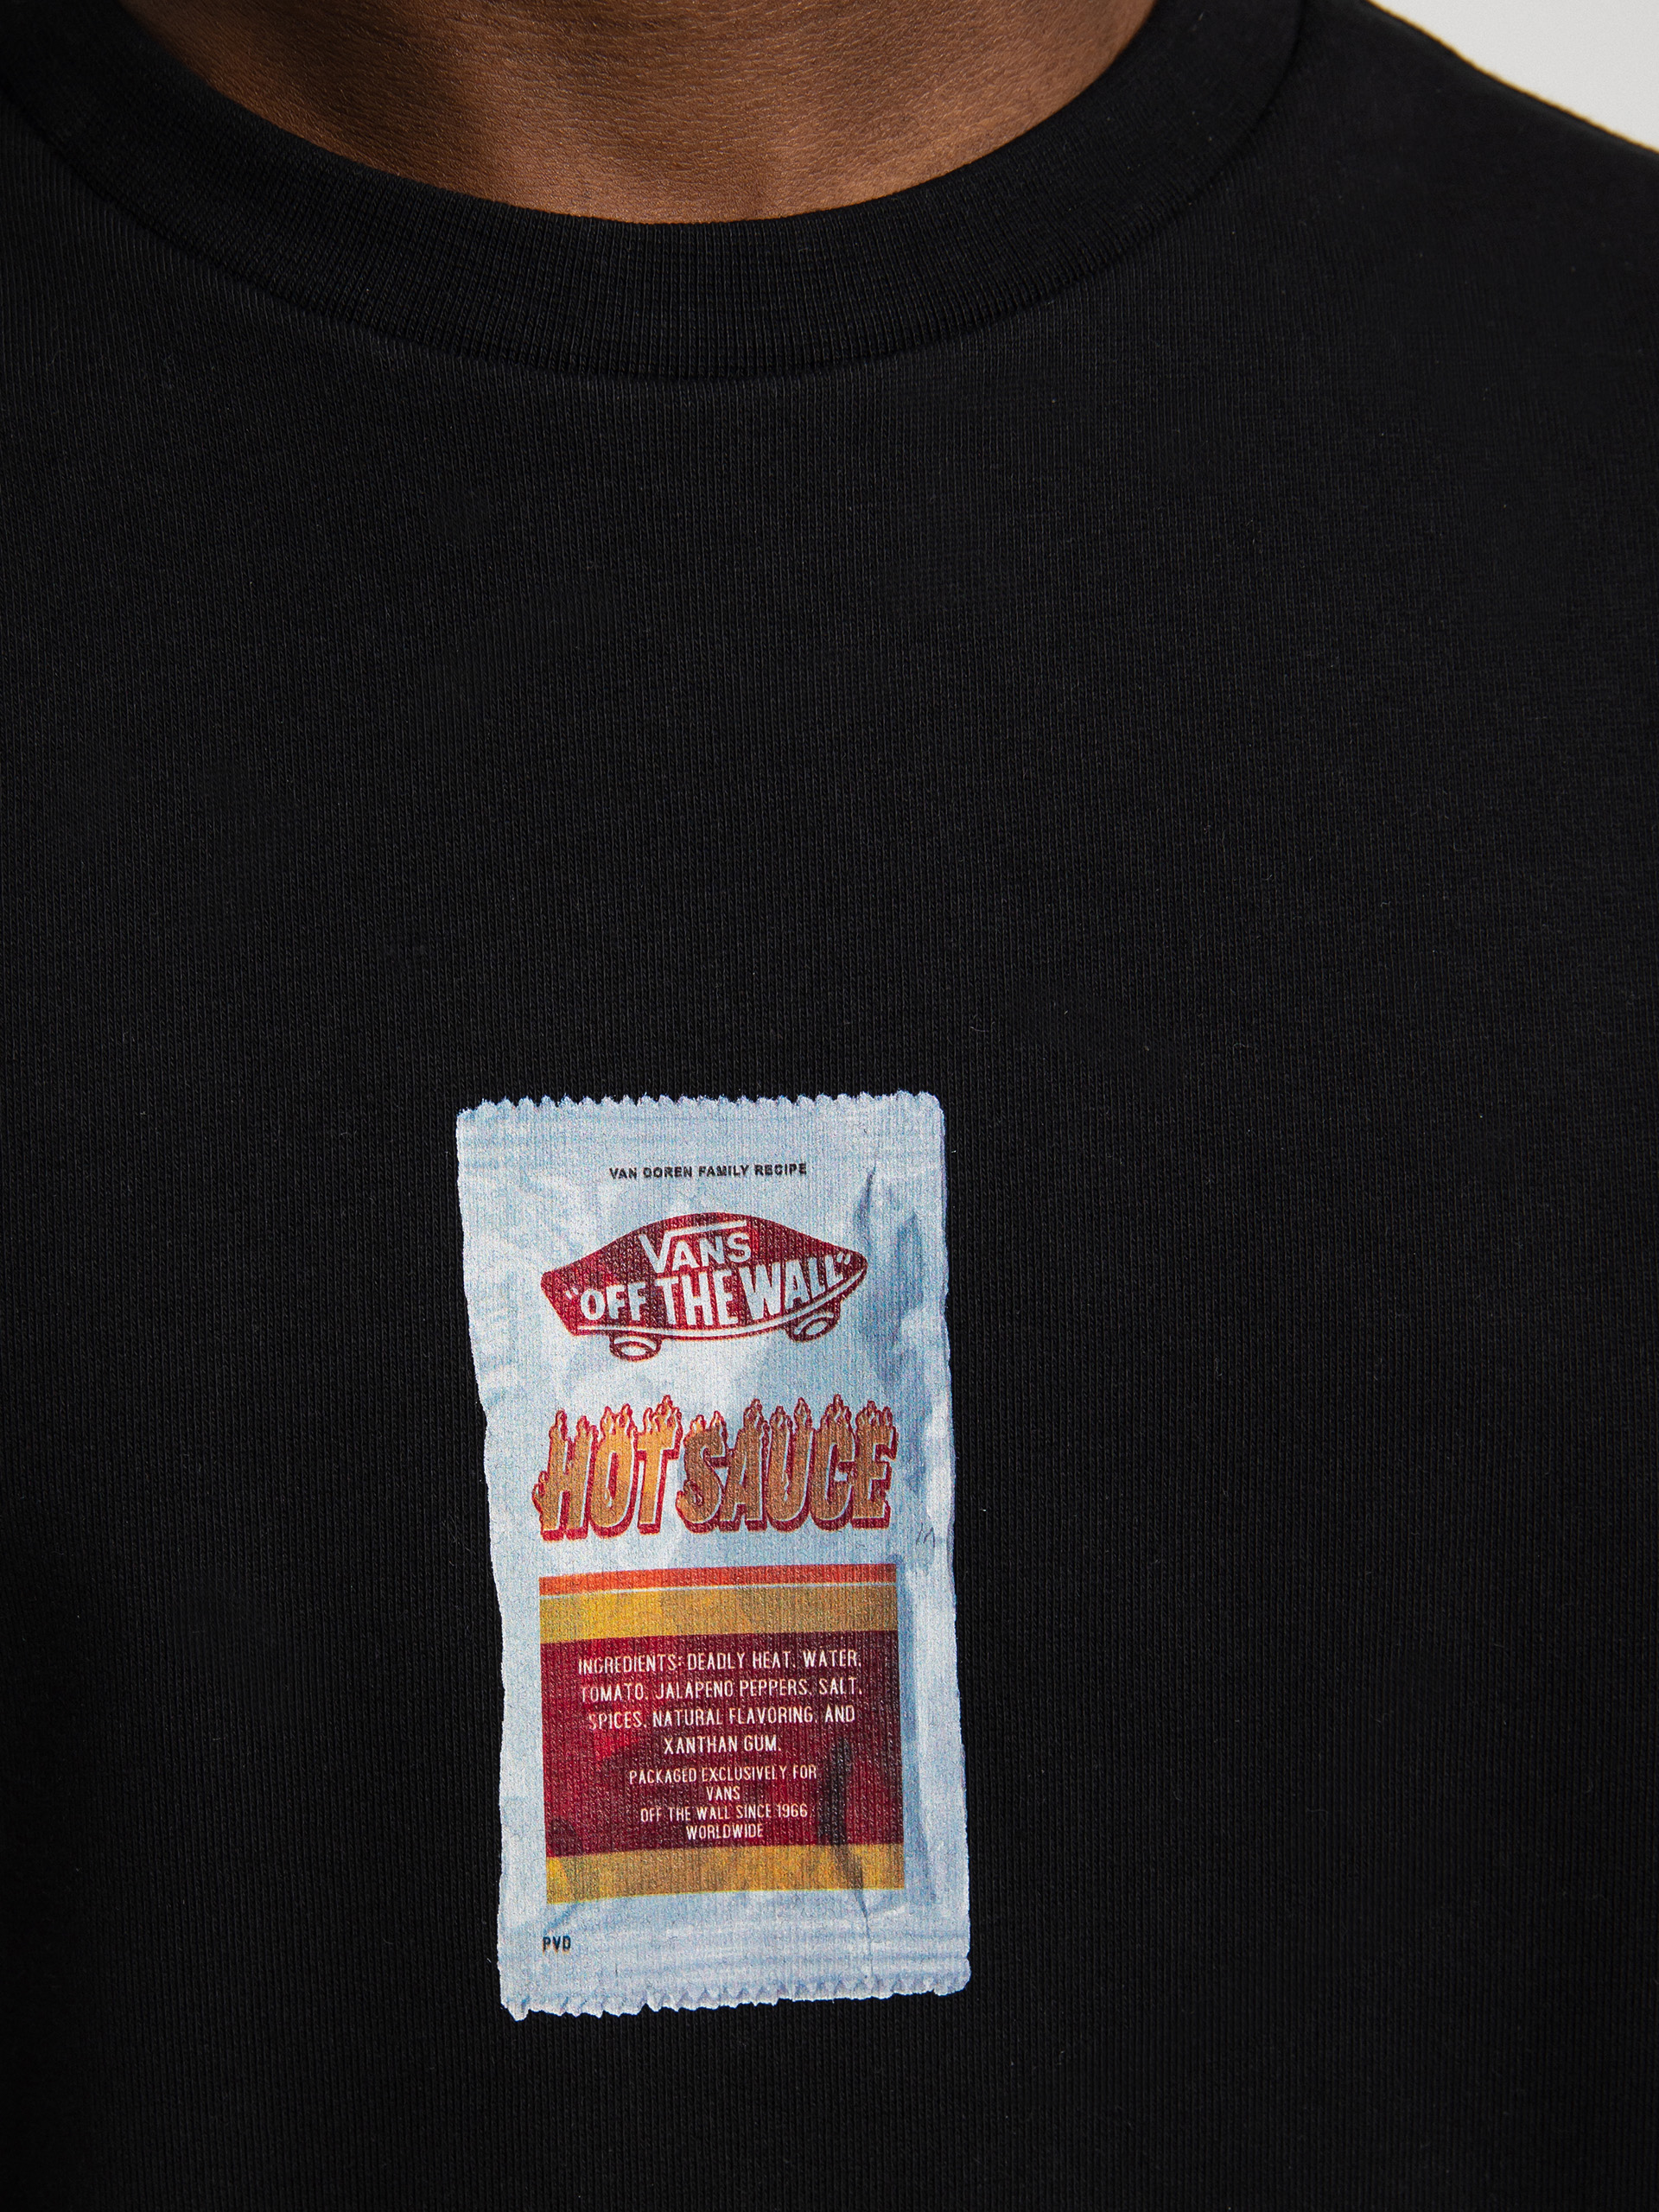 VAN DOREN FAMILY RECIPE
VANS
"OFF THE WALL"
HOT SAUCE
INGREDIENTS: DEADLY HEAT, WATER,
TOMATO, JALAPENO PEPPERS, SALT,
SPICES, NATURAL FLAVORING, AND
XANTHAN GUM.
PACKAGED EXCLUSIVELY FOR
VANS
OFF THE WALL SINCE 1966
WORLDWIDE
PVD